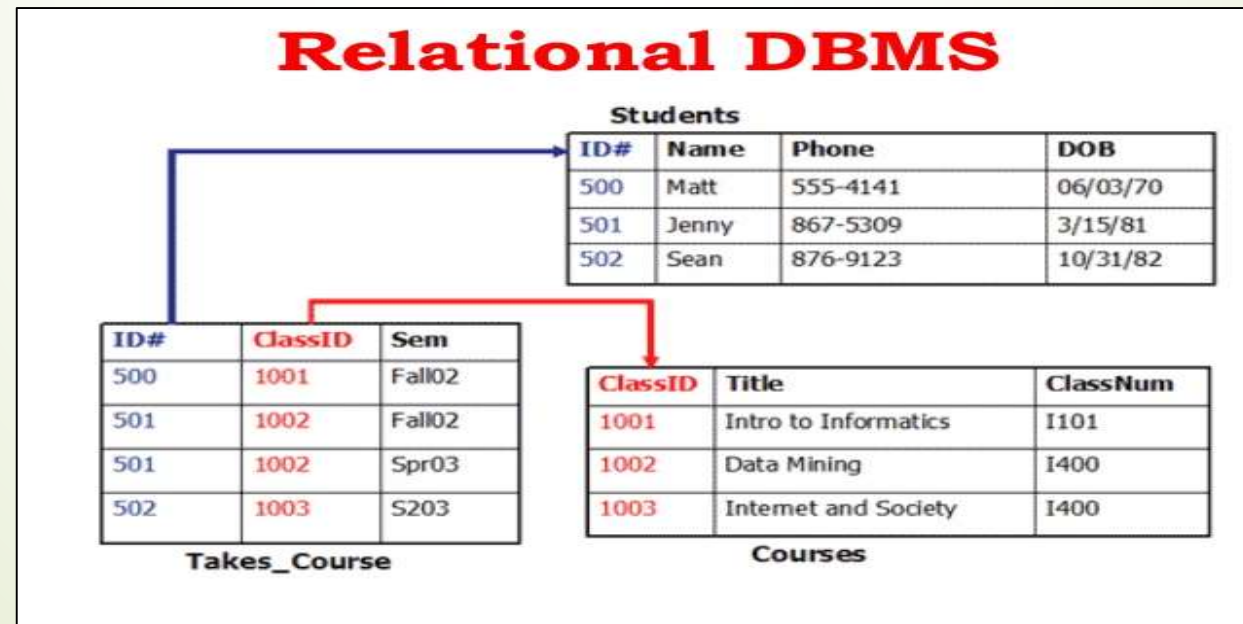 Relational DBMS
Students
ID# Name Phone DOB
500 Matt 555-4141 06/03/70
501 Jenny 867-5309 3/15/81
502 Sean 876-9123 10/31/82
ID# ClassID Sem
500 1001 Fall02
501 1002 Fall02
501 1002 Spr03
502 1003 S203
Takes_Course
ClassID Title ClassNum
1001 Intro to Informatics I101
1002 Data Mining I400
1003 Internet and Society I400
Courses